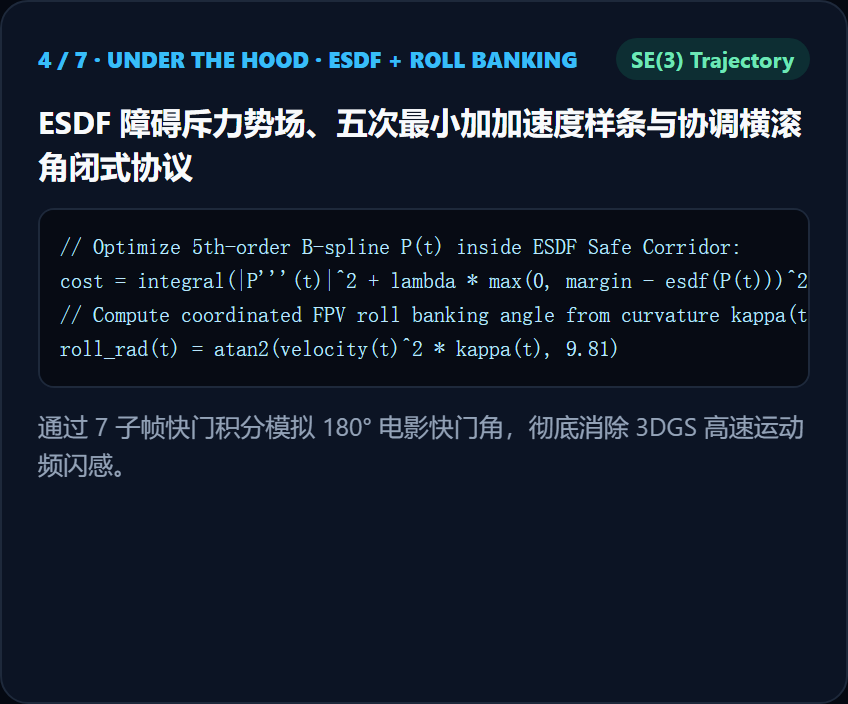 4 / 7 · UNDER THE HOOD · ESDF + ROLL BANKING
SE(3) Trajectory
ESDF 障碍斥力势场、五次最小加加速度样条与协调横滚
角闭式协议
// Optimize 5th-order B-spline P(t) inside ESDF Safe Corridor:
cost = integral(|P'''(t)|^2 + lambda * max(0, margin - esdf(P(t)))^2
// Compute coordinated FPV roll banking angle from curvature kappa(t
roll_rad(t) = atan2(velocity(t)^2 * kappa(t), 9.81)
通过 7 子帧快门积分模拟 180° 电影快门角，彻底消除 3DGS 高速运动
频闪感。